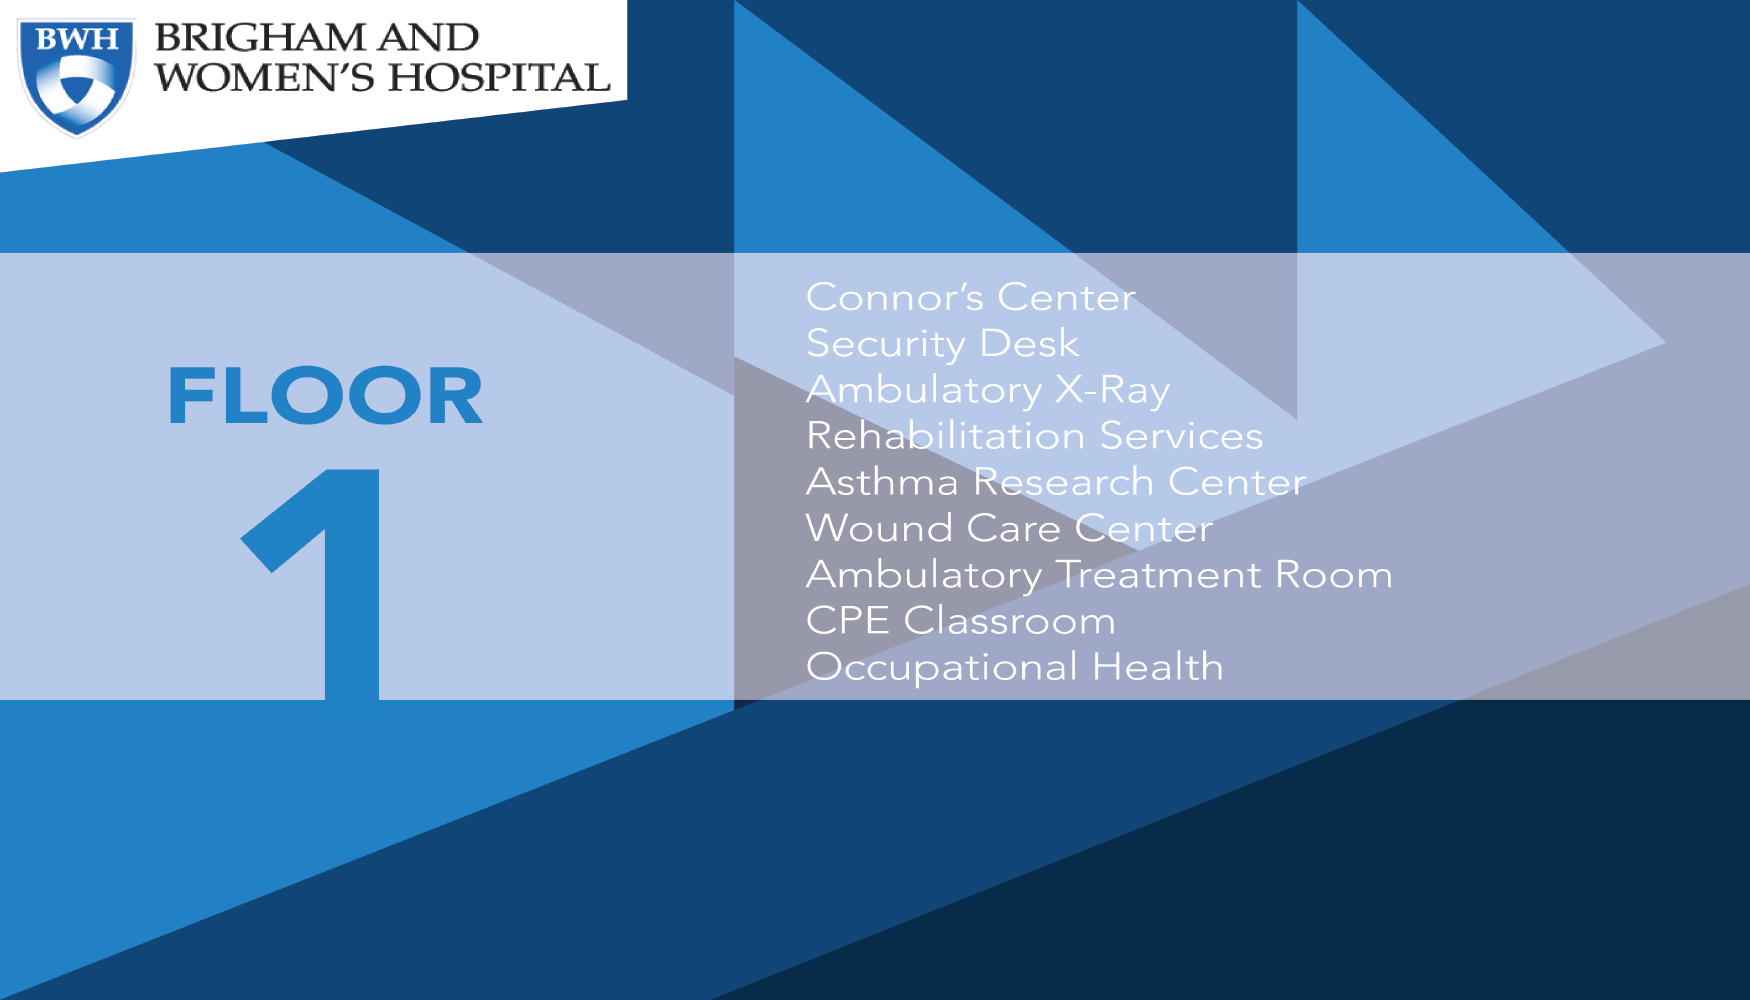 BWH
BRIGHAM AND
WOMEN'S HOSPITAL
FLOOR
1
Connor's Center
Security Desk
Ambulatory X-Ray
Rehabilitation Services
Asthma Research Center
Wound Care Center
Ambulatory Treatment Room
CPE Classroom
Occupational Health